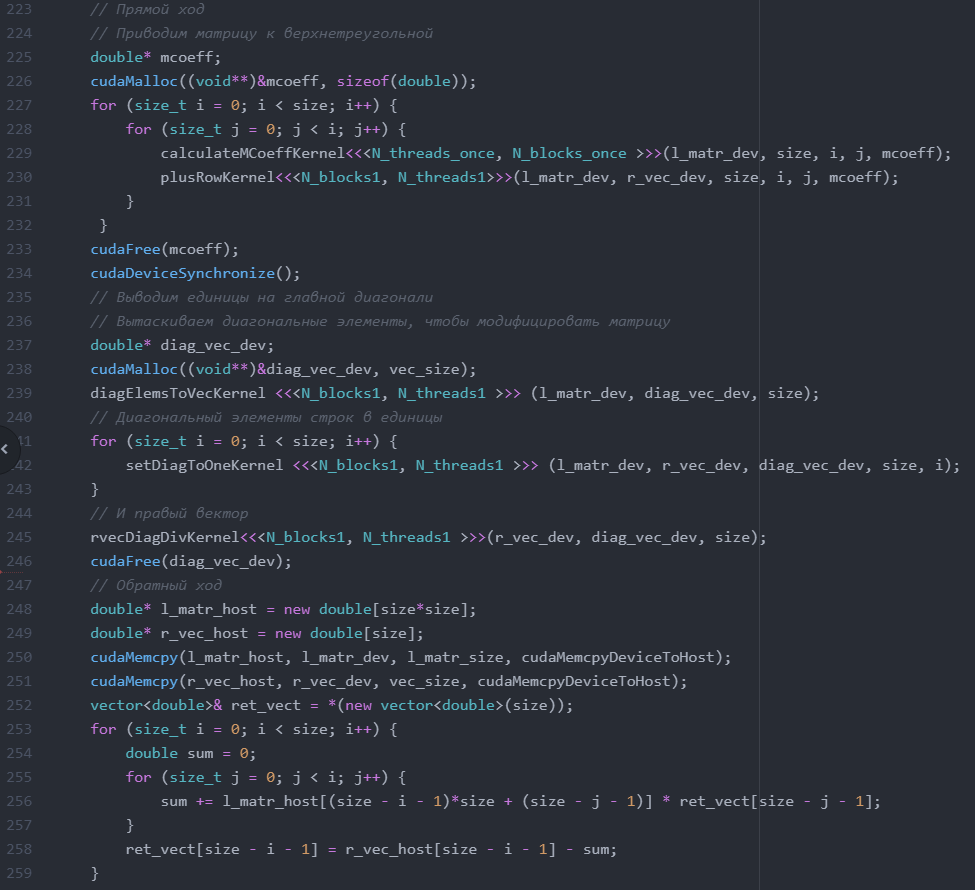 223 // Прямой ход
224 // Приводим матрицу к верхнетреугольной
225 double* mcoeff;
226 cudaMalloc((void**)&mcoeff, sizeof(double));
227 for (size_t i = 0; i < size; i++) {
228 for (size_t j = 0; j < i; j++) {
229 calculateMCoeffKernel<<<N_threads_once, N_blocks_once >>>(l_matr_dev, size, i, j, mcoeff);
230 plusRowKernel<<<N_blocks1, N_threads1>>>(l_matr_dev, r_vec_dev, size, i, j, mcoeff);
231 }
232 }
233 cudaFree(mcoeff);
234 cudaDeviceSynchronize();
235 // Выводим единицы на главной диагонали
236 // Вытаскиваем диагональные элементы, чтобы модифицировать матрицу
237 double* diag_vec_dev;
238 cudaMalloc((void**)&diag_vec_dev, vec_size);
239 diagElemsToVecKernel <<<N_blocks1, N_threads1 >>> (l_matr_dev, diag_vec_dev, size);
240 // Диагональный элементы строк в единицы
41 for (size_t i = 0; i < size; i++) {
42 setDiagToOneKernel <<<N_blocks1, N_threads1 >>> (l_matr_dev, r_vec_dev, diag_vec_dev, size, i);
243 }
244 // И правый вектор
245 rvecDiagDivKernel<<<N_blocks1, N_threads1 >>>(r_vec_dev, diag_vec_dev, size);
246 cudaFree(diag_vec_dev);
247 // Обратный ход
248 double* l_matr_host = new double[size*size];
249 double* r_vec_host = new double[size];
250 cudaMemcpy(l_matr_host, l_matr_dev, l_matr_size, cudaMemcpyDeviceToHost);
251 cudaMemcpy(r_vec_host, r_vec_dev, vec_size, cudaMemcpyDeviceToHost);
252 vector<double>& ret_vect = *(new vector<double>(size));
253 for (size_t i = 0; i < size; i++) {
254 double sum = 0;
255 for (size_t j = 0; j < i; j++) {
256 sum += l_matr_host[(size - i - 1)*size + (size - j - 1)] * ret_vect[size - j - 1];
257 }
258 ret_vect[size - i - 1] = r_vec_host[size - i - 1] - sum;
259 }